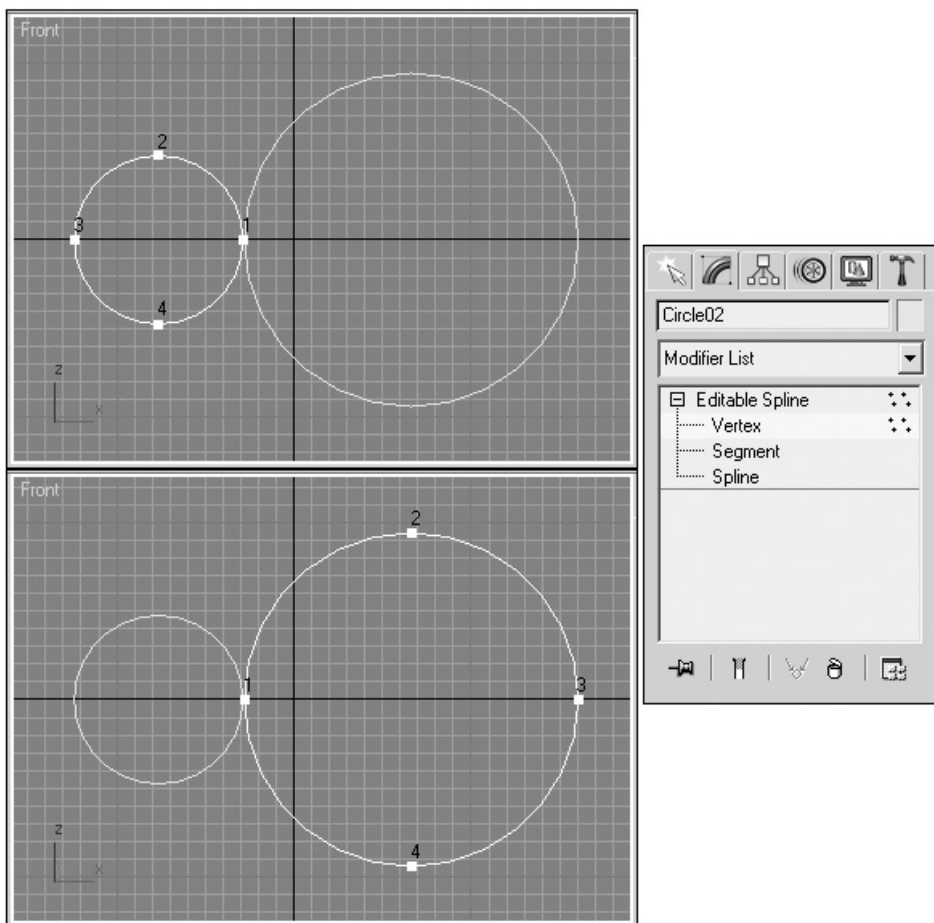 Front
2
3
1
4
z
x
Front
2
1
3
4
z
x
Circle02
Modifier List
Editable Spline
Vertex
Segment
Spline